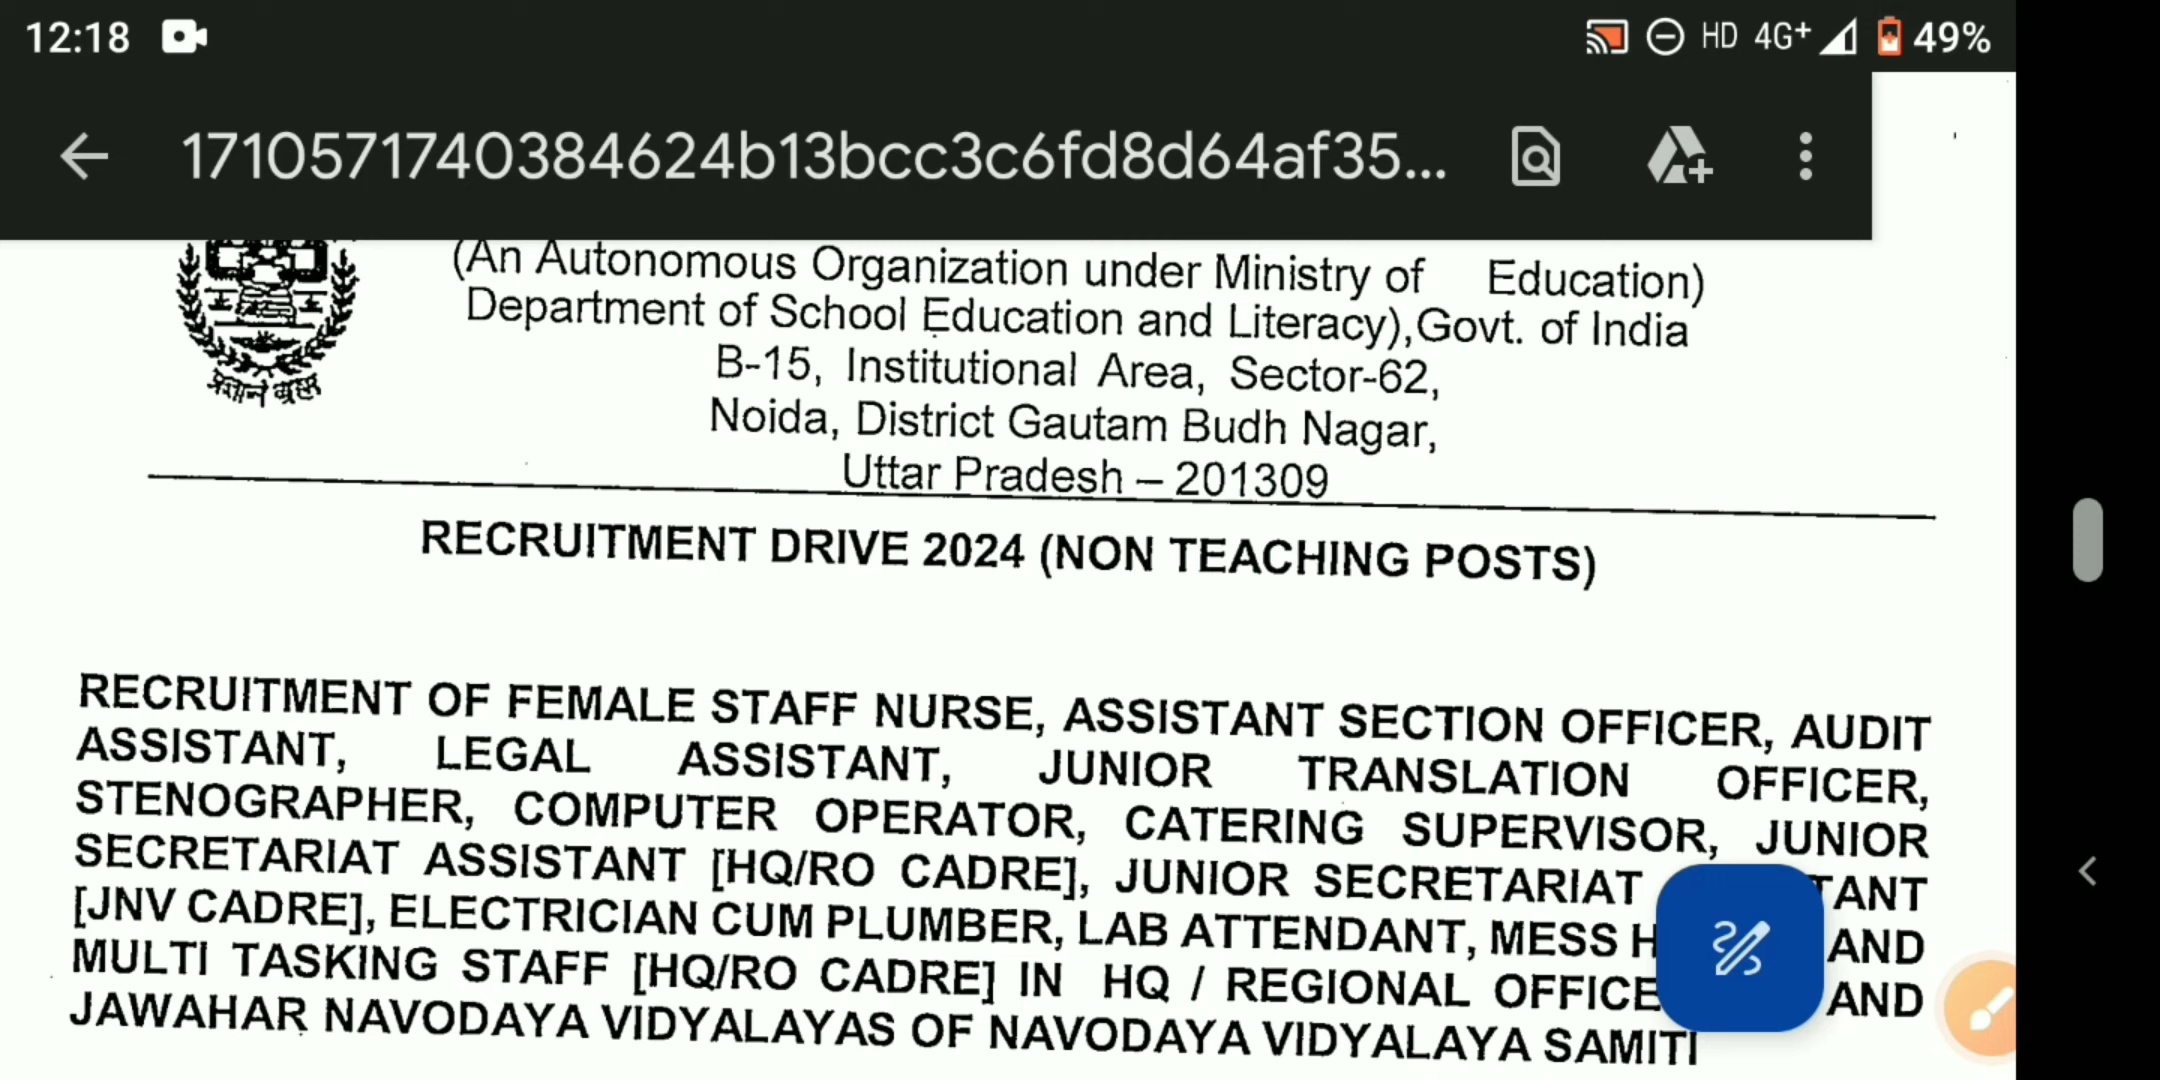 12:18 HD 4G+ 49%
1710571740384624b13bcc3c6fd8d64af35...
(An Autonomous Organization under Ministry of Education)
Department of School Education and Literacy),Govt. of India
B-15, Institutional Area, Sector-62,
Noida, District Gautam Budh Nagar,
Uttar Pradesh – 201309
RECRUITMENT DRIVE 2024 (NON TEACHING POSTS)
RECRUITMENT OF FEMALE STAFF NURSE, ASSISTANT SECTION OFFICER, AUDIT
ASSISTANT, LEGAL ASSISTANT, JUNIOR TRANSLATION OFFICER,
STENOGRAPHER, COMPUTER OPERATOR, CATERING SUPERVISOR, JUNIOR
SECRETARIAT ASSISTANT [HQ/RO CADRE], JUNIOR SECRETARIAT TANT
[JNV CADRE], ELECTRICIAN CUM PLUMBER, LAB ATTENDANT, MESS H AND
MULTI TASKING STAFF [HQ/RO CADRE] IN HQ / REGIONAL OFFICE AND
JAWAHAR NAVODAYA VIDYALAYAS OF NAVODAYA VIDYALAYA SAMITI